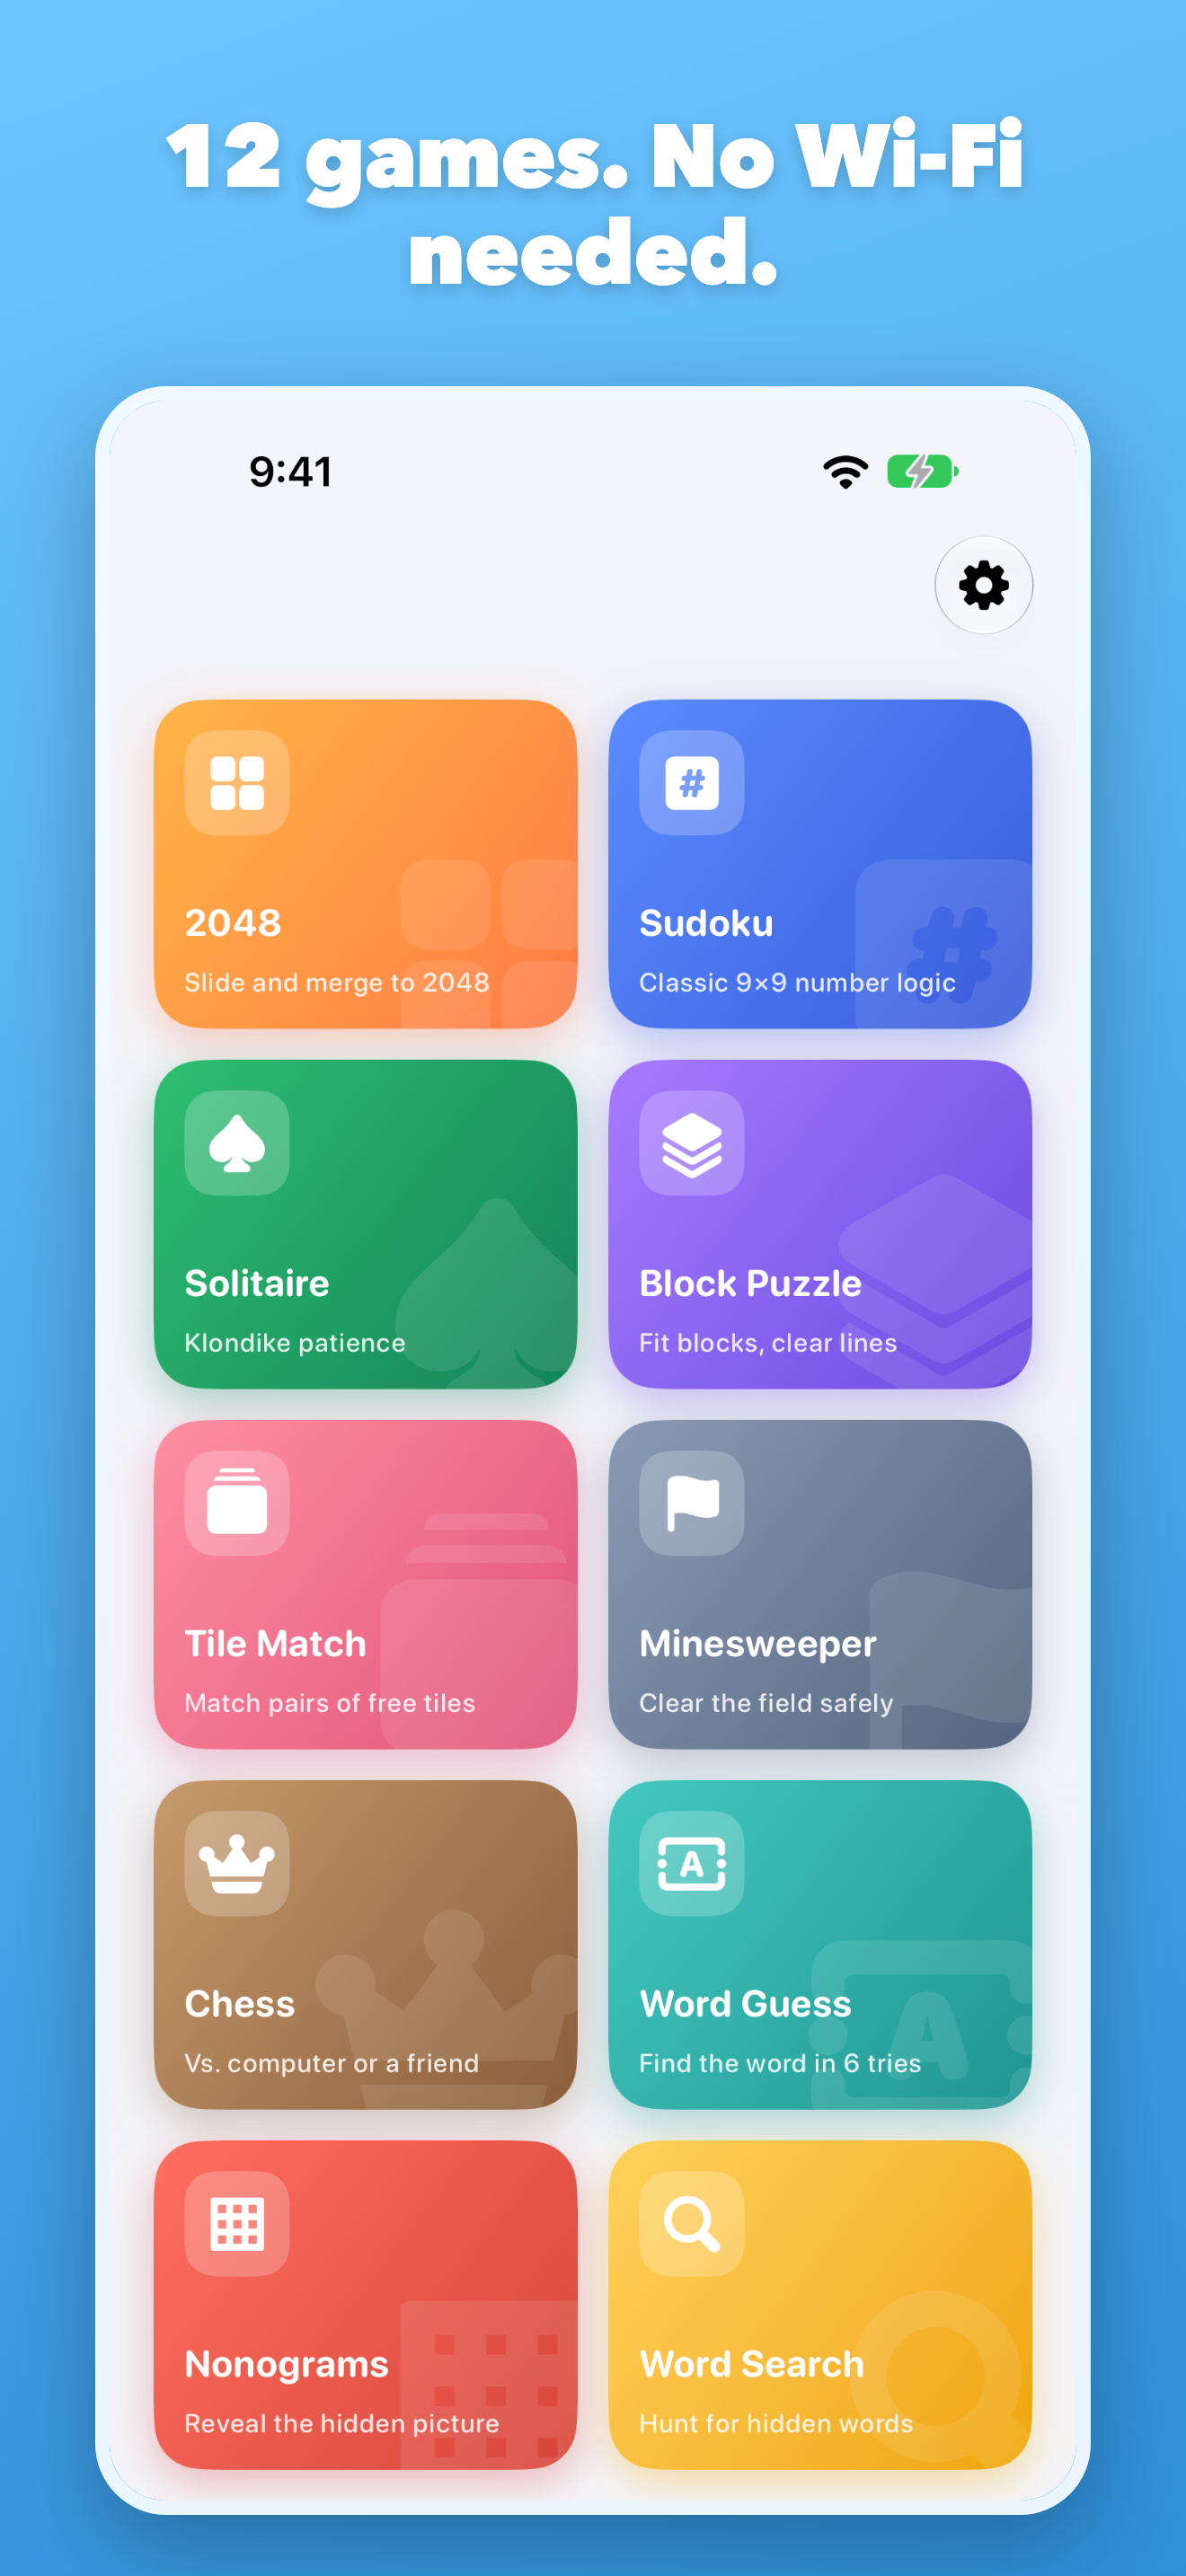 12 games. No Wi-Fi
needed.
9:41
2048
Slide and merge to 2048
Sudoku
Classic 9×9 number logic
Solitaire
Klondike patience
Block Puzzle
Fit blocks, clear lines
Tile Match
Match pairs of free tiles
Minesweeper
Clear the field safely
Chess
Vs. computer or a friend
A
Word Guess
Find the word in 6 tries
Nonograms
Reveal the hidden picture
Word Search
Hunt for hidden words